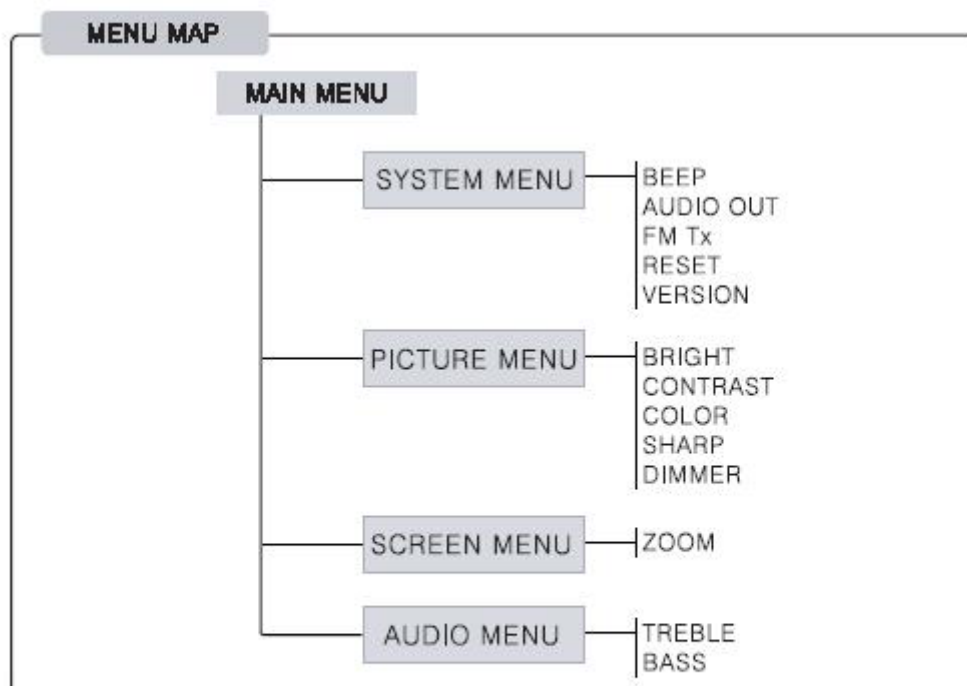 MENU MAP
MAIN MENU
SYSTEM MENU
BEEP
AUDIO OUT
FM Tx
RESET
VERSION
PICTURE MENU
BRIGHT
CONTRAST
COLOR
SHARP
DIMMER
SCREEN MENU
ZOOM
AUDIO MENU
TREBLE
BASS